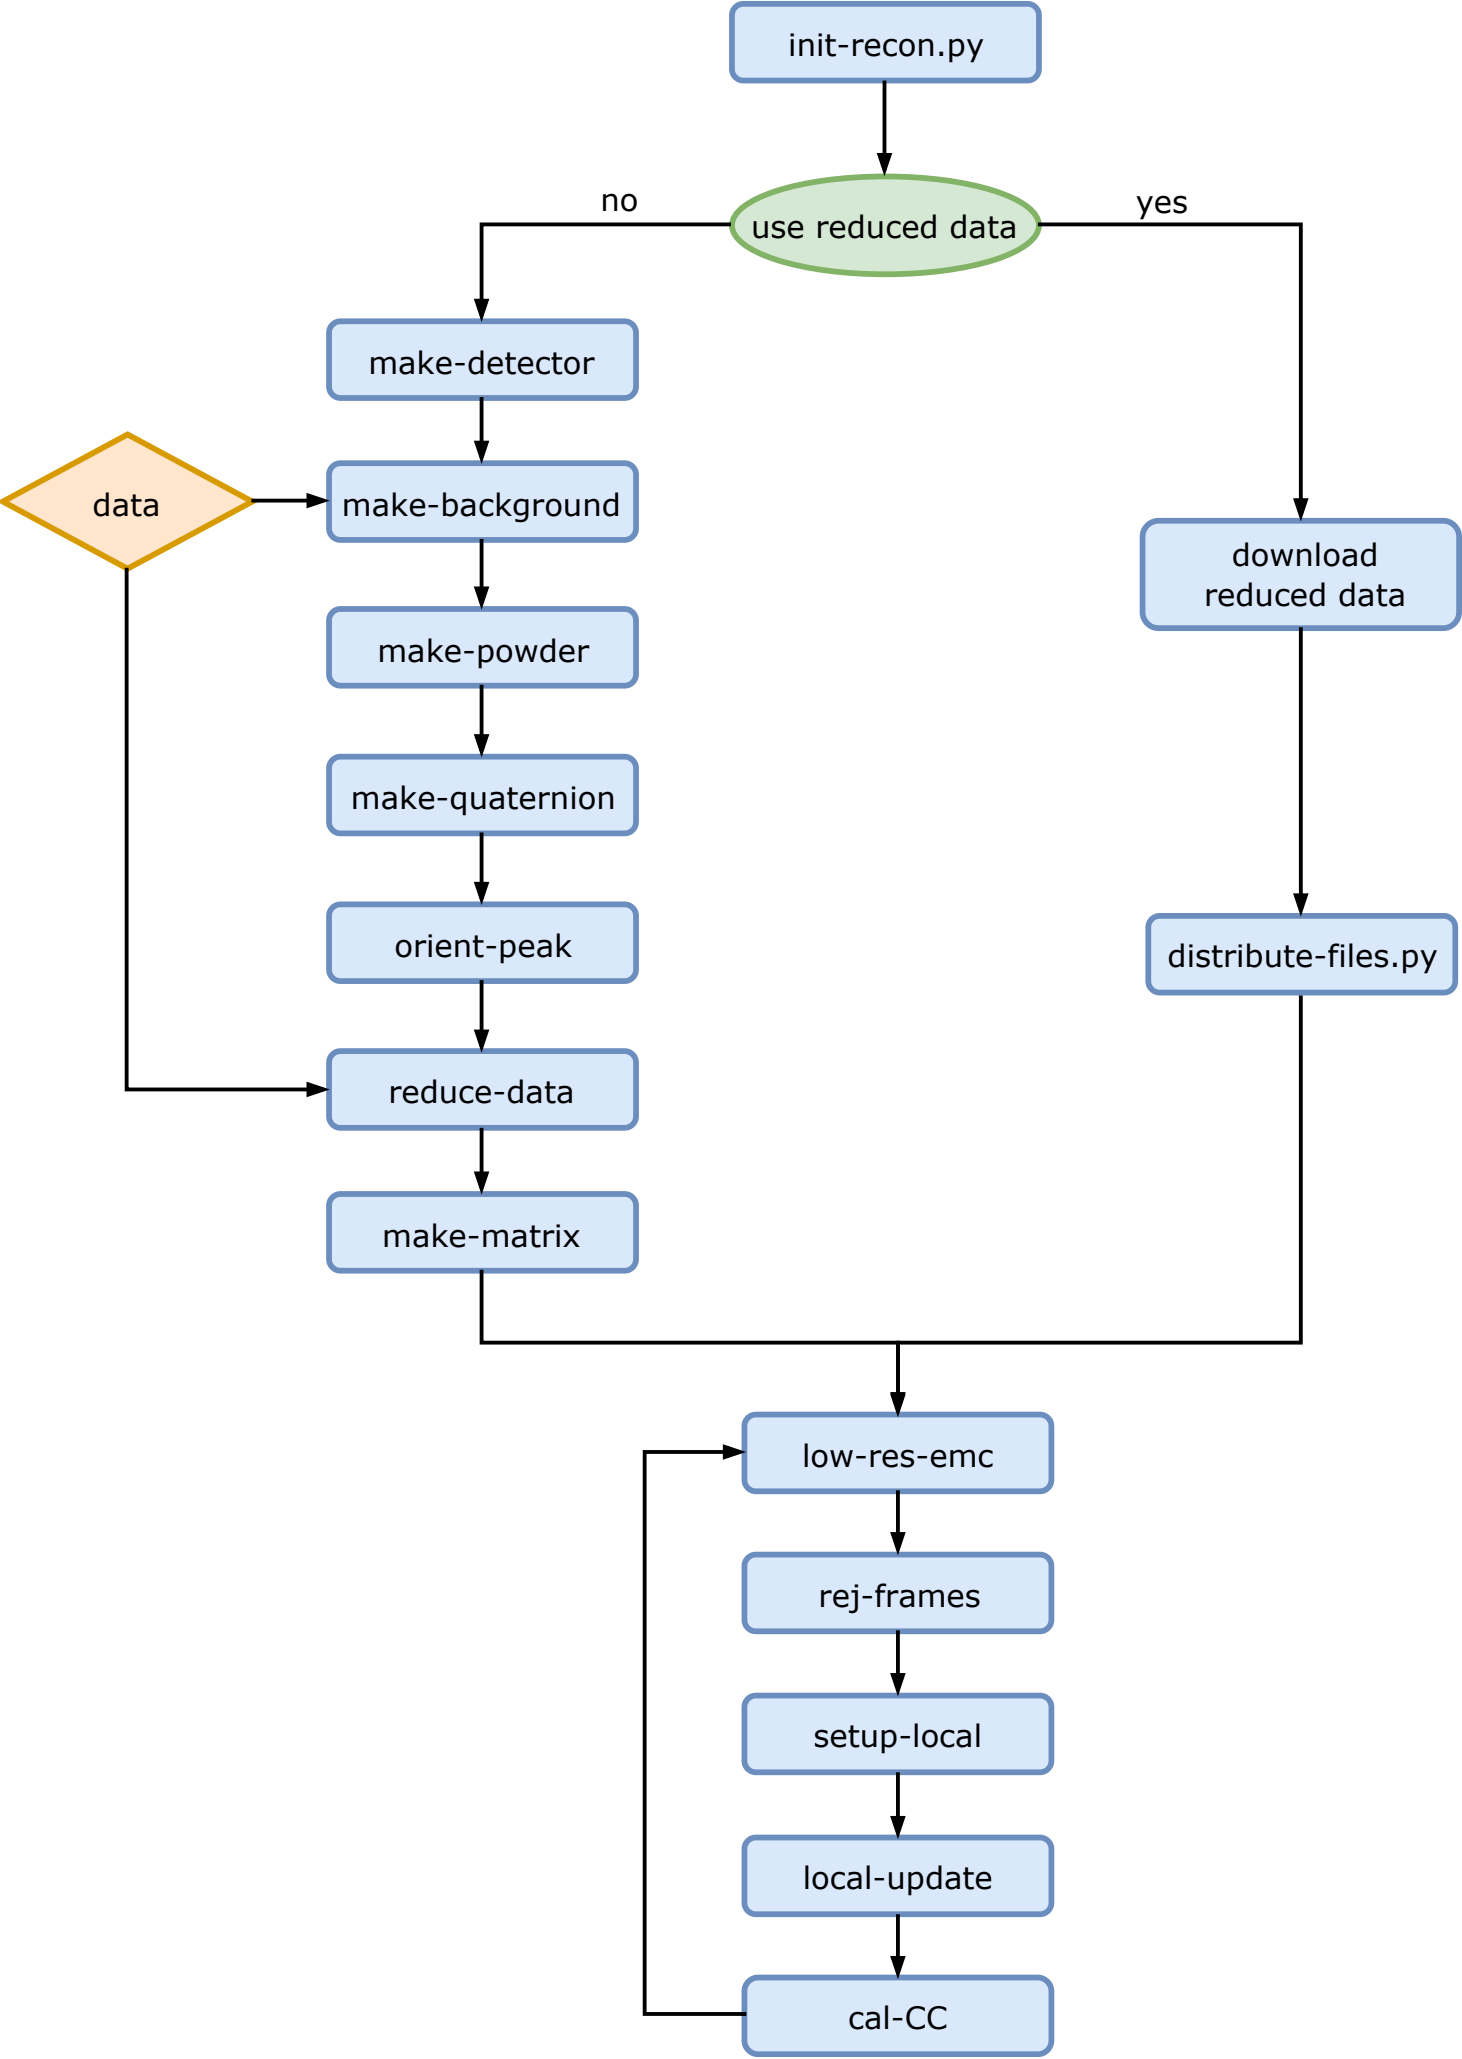 init-recon.py
use reduced data
no
yes
make-detector
data
make-background
download
reduced data
make-powder
make-quaternion
orient-peak
distribute-files.py
reduce-data
make-matrix
low-res-emc
rej-frames
setup-local
local-update
cal-CC